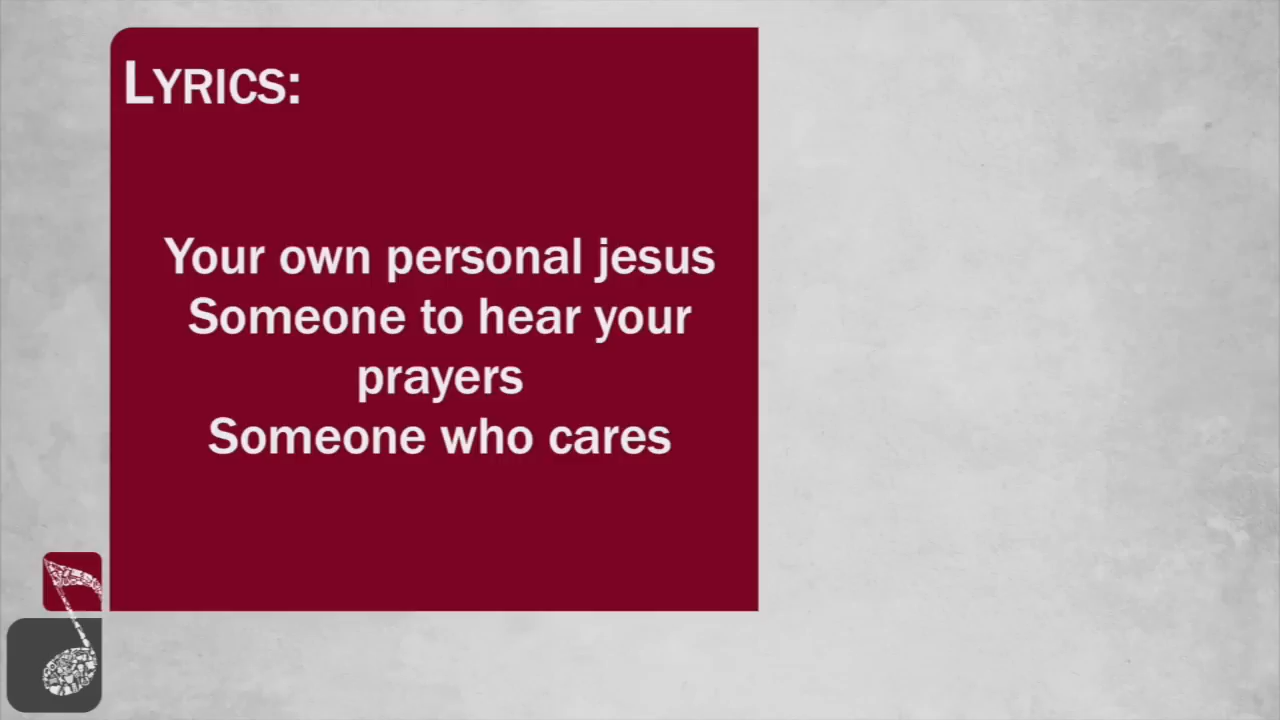 LYRICS:
Your own personal jesus
Someone to hear your
prayers
Someone who cares